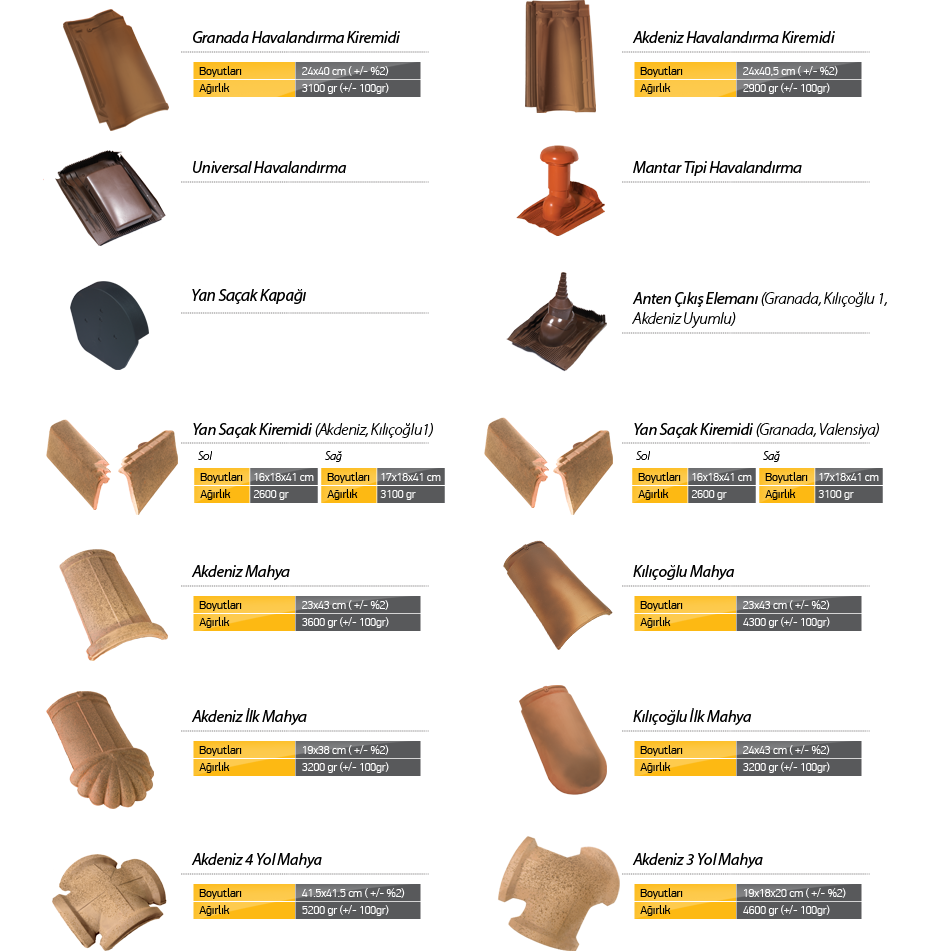 Granada Havalandırma Kiremidi
Boyutları 24x40 cm ( +/- %2)
Ağırlık 3100 gr (+/- 100gr)
Akdeniz Havalandırma Kiremidi
Boyutları 24x40,5 cm ( +/- %2)
Ağırlık 2900 gr (+/- 100gr)
Universal Havalandırma
Mantar Tipi Havalandırma
Yan Saçak Kapağı
Anten Çıkış Elemanı (Granada, Kılıçoğlu 1,
Akdeniz Uyumlu)
Yan Saçak Kiremidi (Akdeniz, Kılıçoğlu1)
Sol Sağ
Boyutları 16x18x41 cm Boyutları 17x18x41 cm
Ağırlık 2600 gr Ağırlık 3100 gr
Yan Saçak Kiremidi (Granada, Valensiya)
Sol Sağ
Boyutları 16x18x41 cm Boyutları 17x18x41 cm
Ağırlık 2600 gr Ağırlık 3100 gr
Akdeniz Mahya
Boyutları 23x43 cm ( +/- %2)
Ağırlık 3600 gr (+/- 100gr)
Kılıçoğlu Mahya
Boyutları 23x43 cm ( +/- %2)
Ağırlık 4300 gr (+/- 100gr)
Akdeniz İlk Mahya
Boyutları 19x38 cm ( +/- %2)
Ağırlık 3200 gr (+/- 100gr)
Kılıçoğlu İlk Mahya
Boyutları 24x43 cm ( +/- %2)
Ağırlık 3200 gr (+/- 100gr)
Akdeniz 4 Yol Mahya
Boyutları 41.5x41.5 cm ( +/- %2)
Ağırlık 5200 gr (+/- 100gr)
Akdeniz 3 Yol Mahya
Boyutları 19x18x20 cm ( +/- %2)
Ağırlık 4600 gr (+/- 100gr)